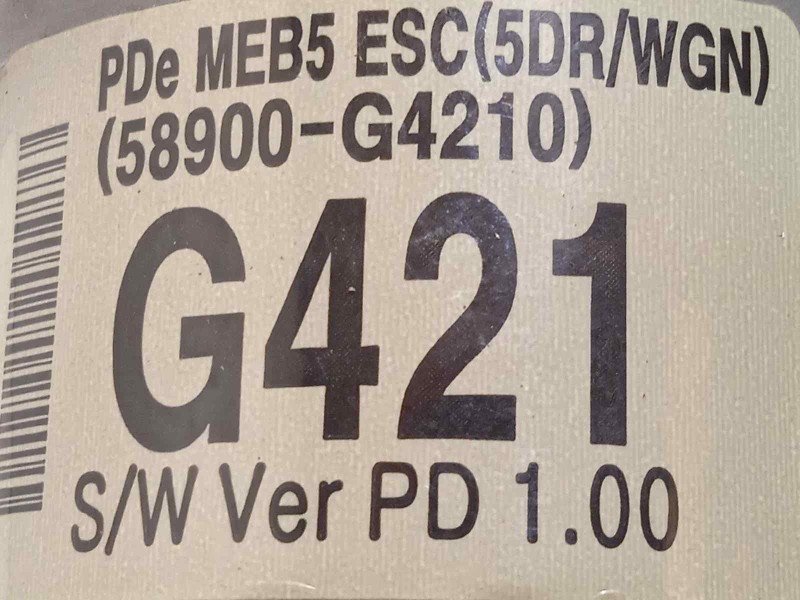 PDe MEB5 ESC(5DR/WGN)
(58900-G4210)
G421
S/W Ver PD 1.00